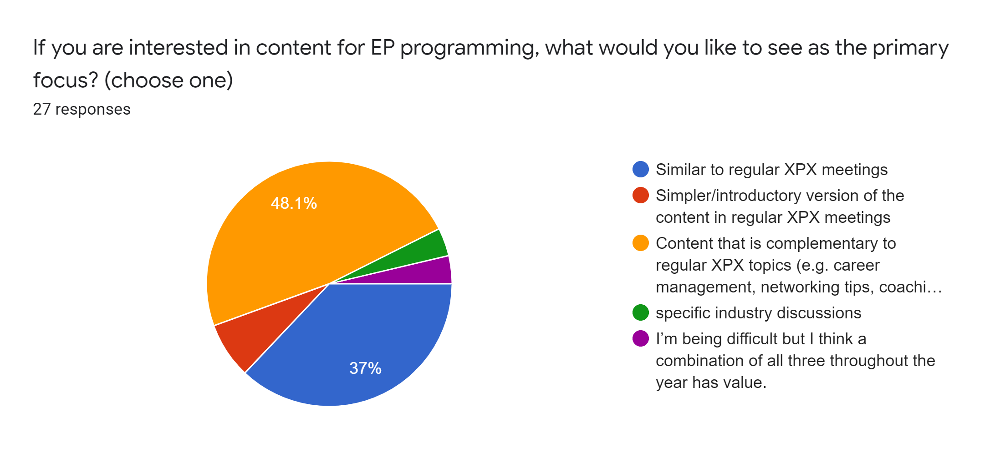 If you are interested in content for EP programming, what would you like to see as the primary
focus? (choose one)
27 responses
48.1%
37%
Similar to regular XPX meetings
Simpler/introductory version of the
content in regular XPX meetings
Content that is complementary to
regular XPX topics (e.g. career
management, networking tips, coachi…
specific industry discussions
I’m being difficult but I think a
combination of all three throughout the
year has value.